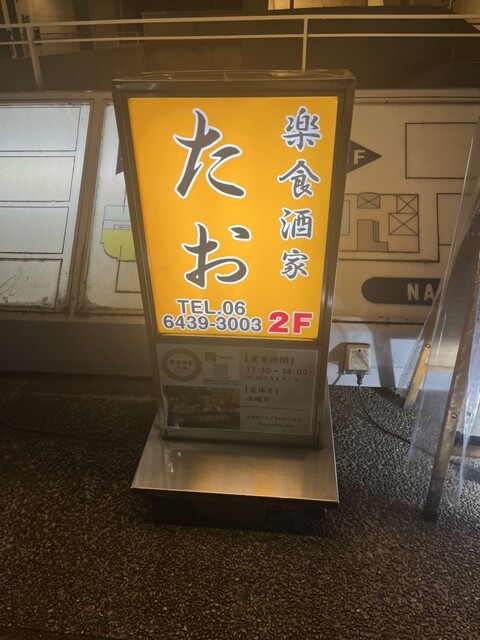 楽食酒家
たお
TEL.06
6439-3003 2F
【営業時間】
17:30～26:00
【定休日】
水曜日
F
NA